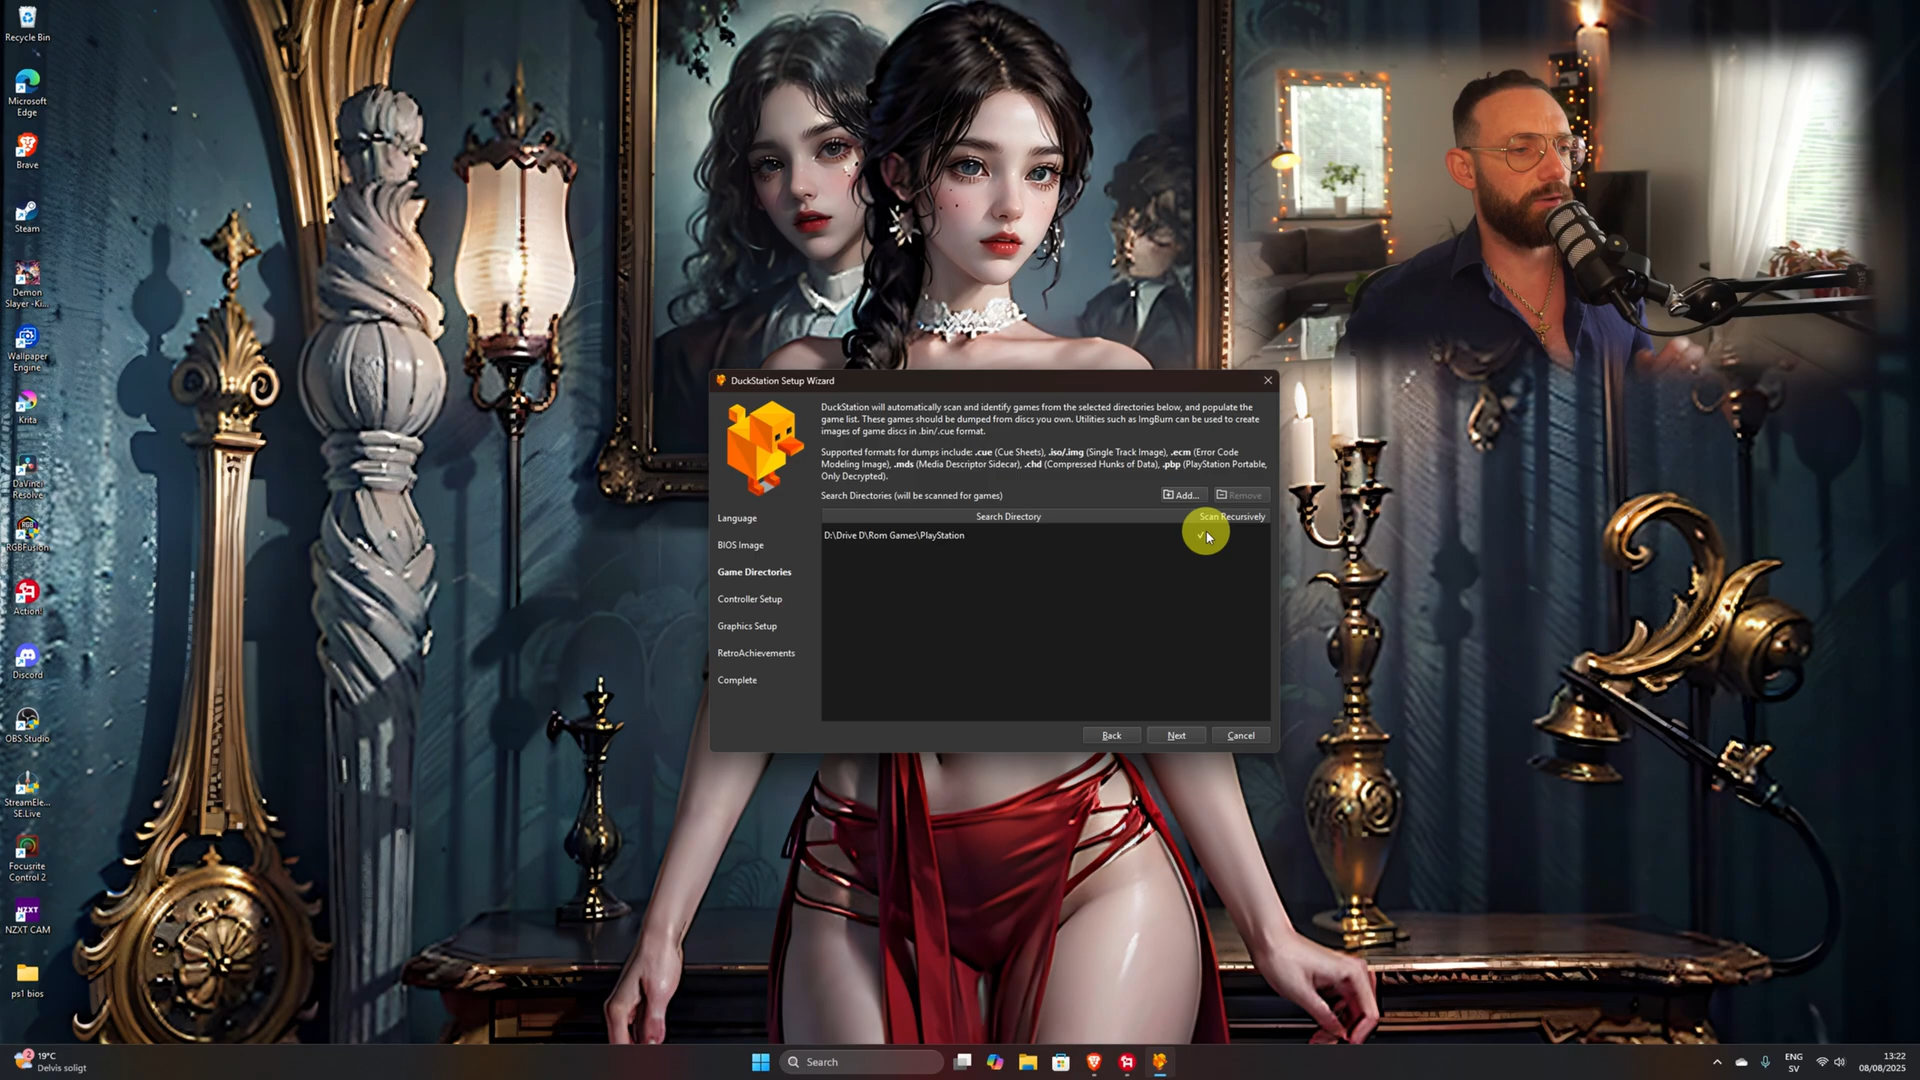 Recycle Bin
Microsoft
Edge
Brave
Steam
Demon
Slayer -Ki...
Wallpaper
Engine
Krita
DaVinci
Resolve
RGBFusion
Action!
Discord
OBS Studio
StreamEle...
SE.Live
Focusrite
Control 2
NZXT
NZXT CAM
ps1 bios
DuckStation Setup Wizard
DuckStation will automatically scan and identify games from the selected directories below, and populate the
game list. These games should be dumped from discs you own. Utilities such as ImgBurn can be used to create
images of game discs in .bin/.cue format.
Supported formats for dumps include: .cue (Cue Sheets), .iso/.img (Single Track Image), .ecm (Error Code
Modeling Image), .mds (Media Descriptor Sidecar), .chd (Compressed Hunks of Data), .pbp (PlayStation Portable,
Only Decrypted).
Search Directories (will be scanned for games)
Add...
Remove
Language
BIOS Image
Game Directories
Controller Setup
Graphics Setup
RetroAchievements
Complete
Search Directory
Scan Recursively
D:\Drive D\Rom Games\PlayStation
Back
Next
Cancel
2
19°C
Delvis soligt
Search
ENG
SV
13:22
08/08/2025